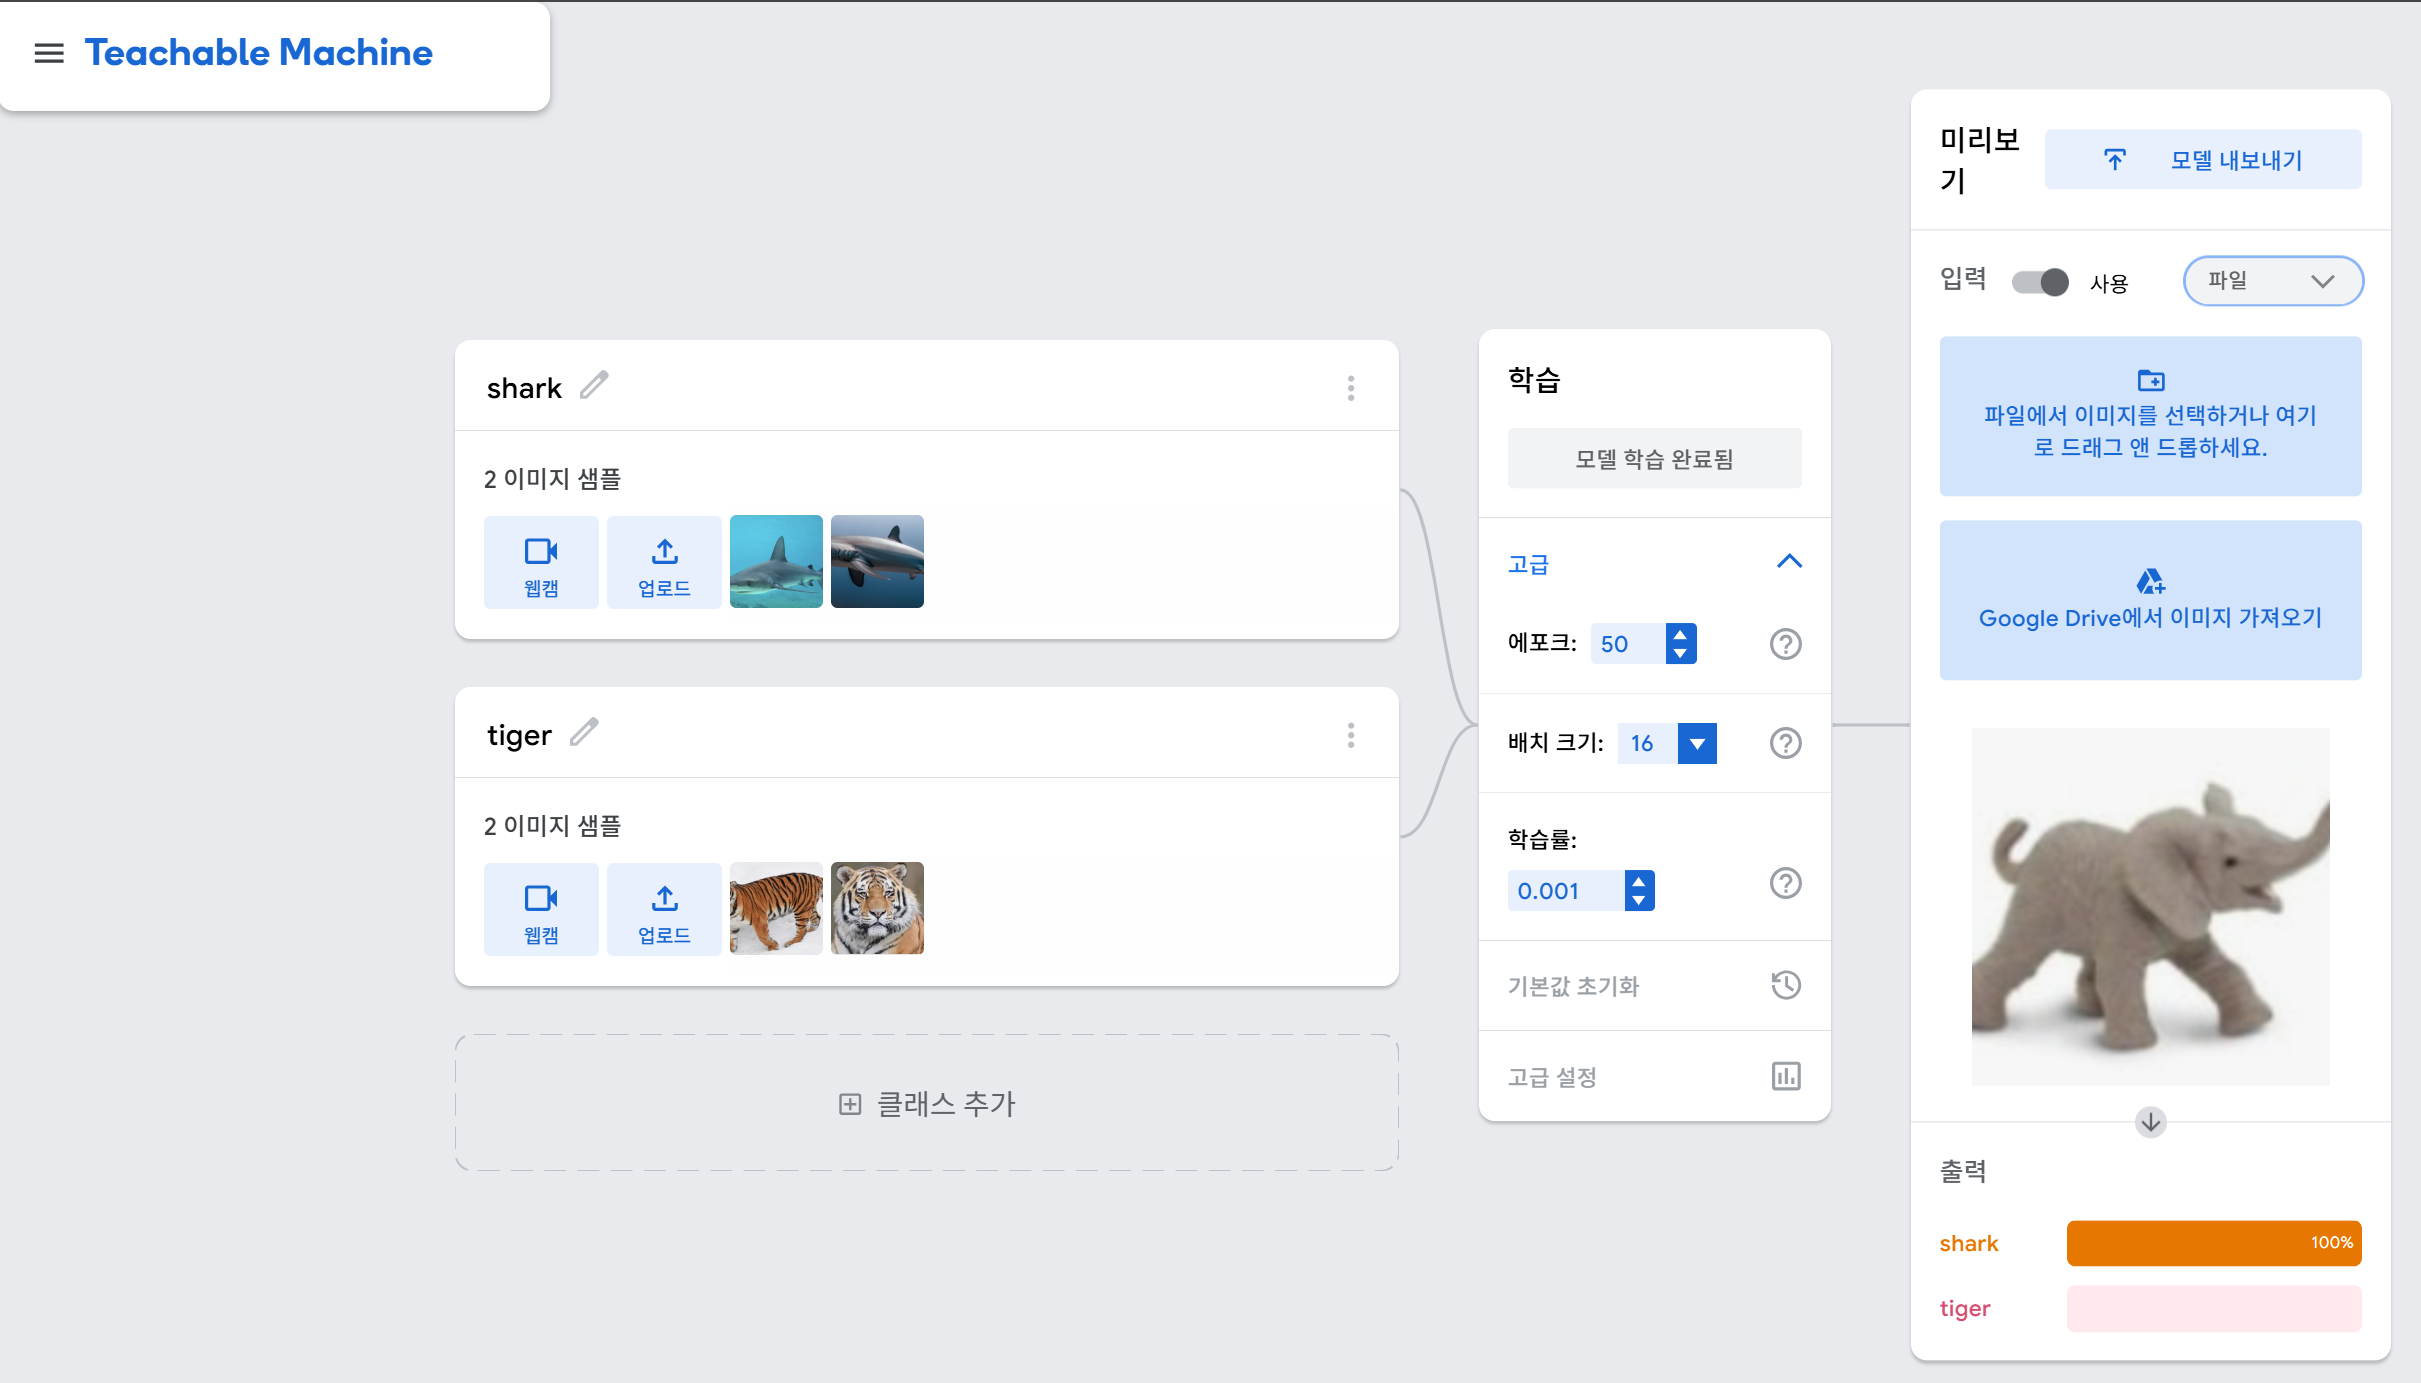 Teachable Machine
미리보
기
모델 내보내기
입력
사용
파일
파일에서 이미지를 선택하거나 여기
로 드래그 앤 드롭하세요.
Google Drive에서 이미지 가져오기
shark
2 이미지 샘플
웹캠
업로드
tiger
2 이미지 샘플
웹캠
업로드
클래스 추가
학습
모델 학습 완료됨
고급
에포크: 50
배치 크기: 16
학습률:
0.001
기본값 초기화
고급 설정
출력
shark 100%
tiger